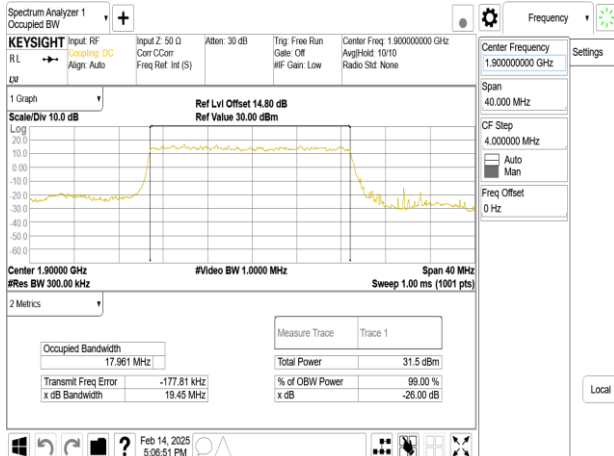 Spectrum Analyzer 1
Occupied BW
+
Frequency
KEYSIGHT
RL
LXI
Input: RF
Coupling: DC
Align: Auto
Input Z: 50 Ω
Corr CCorr
Freq Ref: Int (S)
Atten: 30 dB
Trig: Free Run
Gate: Off
#IF Gain: Low
Center Freq: 1.900000000 GHz
Avg|Hold: 10/10
Radio Std: None
Center Frequency
1.900000000 GHz
Settings
Span
40.000 MHz
CF Step
4.000000 MHz
Auto
Man
Freq Offset
0 Hz
Local
1 Graph
Scale/Div 10.0 dB
Ref Lvl Offset 14.80 dB
Ref Value 30.00 dBm
Log
20.0
10.0
0.00
-10.0
-20.0
-30.0
-40.0
-50.0
-60.0
Center 1.90000 GHz
#Video BW 1.0000 MHz
Span 40 MHz
#Res BW 300.00 kHz
Sweep 1.00 ms (1001 pts)
2 Metrics
Measure Trace
Trace 1
Occupied Bandwidth
17.961 MHz
Total Power
31.5 dBm
Transmit Freq Error
-177.81 kHz
% of OBW Power
99.00 %
x dB Bandwidth
19.45 MHz
x dB
-26.00 dB
?
Feb 14, 2025
5:06:51 PM